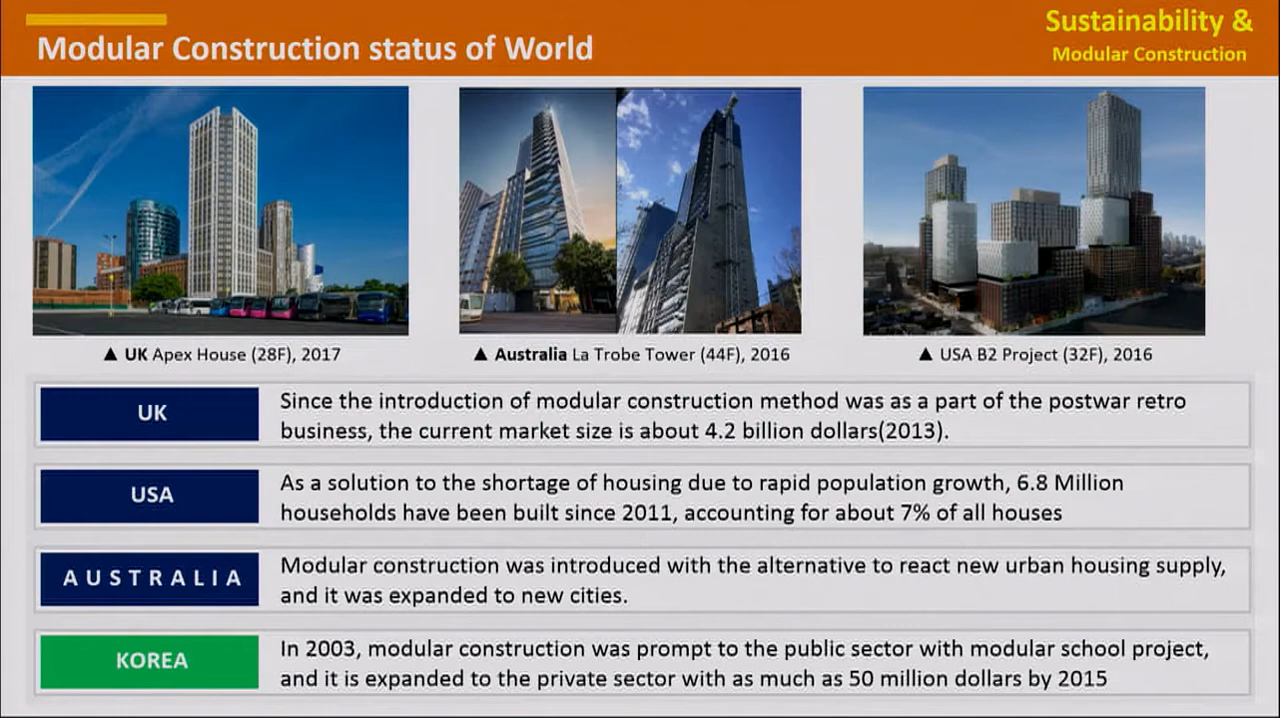 Modular Construction status of World
Sustainability &
Modular Construction
▲ UK Apex House (28F), 2017
▲ Australia La Trobe Tower (44F), 2016
▲ USA B2 Project (32F), 2016
UK
Since the introduction of modular construction method was as a part of the postwar retro
business, the current market size is about 4.2 billion dollars(2013).
USA
As a solution to the shortage of housing due to rapid population growth, 6.8 Million
households have been built since 2011, accounting for about 7% of all houses
AUSTRALIA
Modular construction was introduced with the alternative to react new urban housing supply,
and it was expanded to new cities.
KOREA
In 2003, modular construction was prompt to the public sector with modular school project,
and it is expanded to the private sector with as much as 50 million dollars by 2015